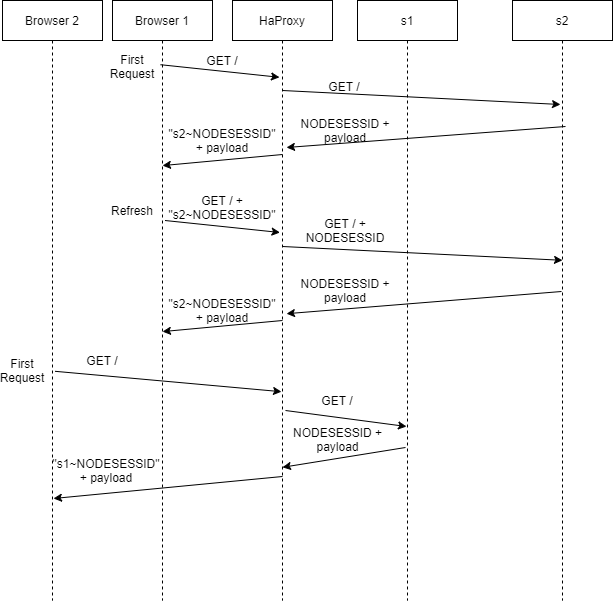 Browser 2
Browser 1
HaProxy
s1
s2
First
Request
GET /
GET /
NODESESSID +
payload
"s2~NODESESSID"
+ payload
Refresh
GET / +
"s2~NODESESSID"
GET / +
NODESESSID
NODESESSID +
payload
"s2~NODESESSID"
+ payload
First
Request
GET /
GET /
NODESESSID +
payload
"s1~NODESESSID"
+ payload